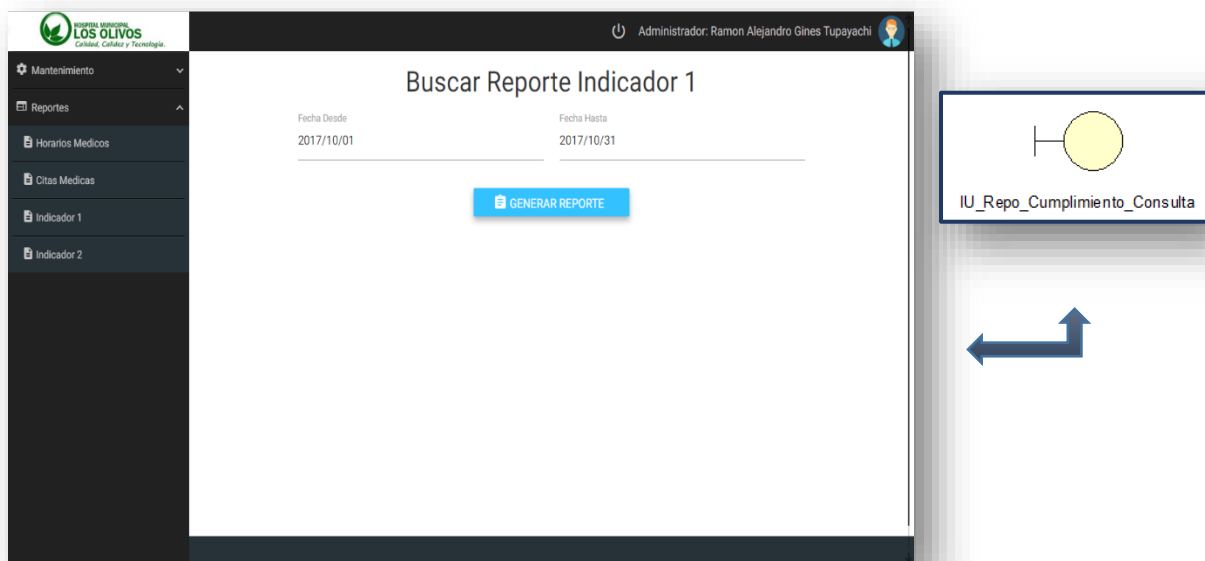 HOSPITAL MUNICIPAL
LOS OLIVOS
Calidad, Calidez y Tecnología.
Administrador: Ramon Alejandro Gines Tupayachi
Mantenimiento
Reportes
Horarios Medicos
Citas Medicas
Indicador 1
Indicador 2
Buscar Reporte Indicador 1
Fecha Desde
Fecha Hasta
2017/10/01
2017/10/31
GENERAR REPORTE
IU_Repo_Cumplimiento_Consulta